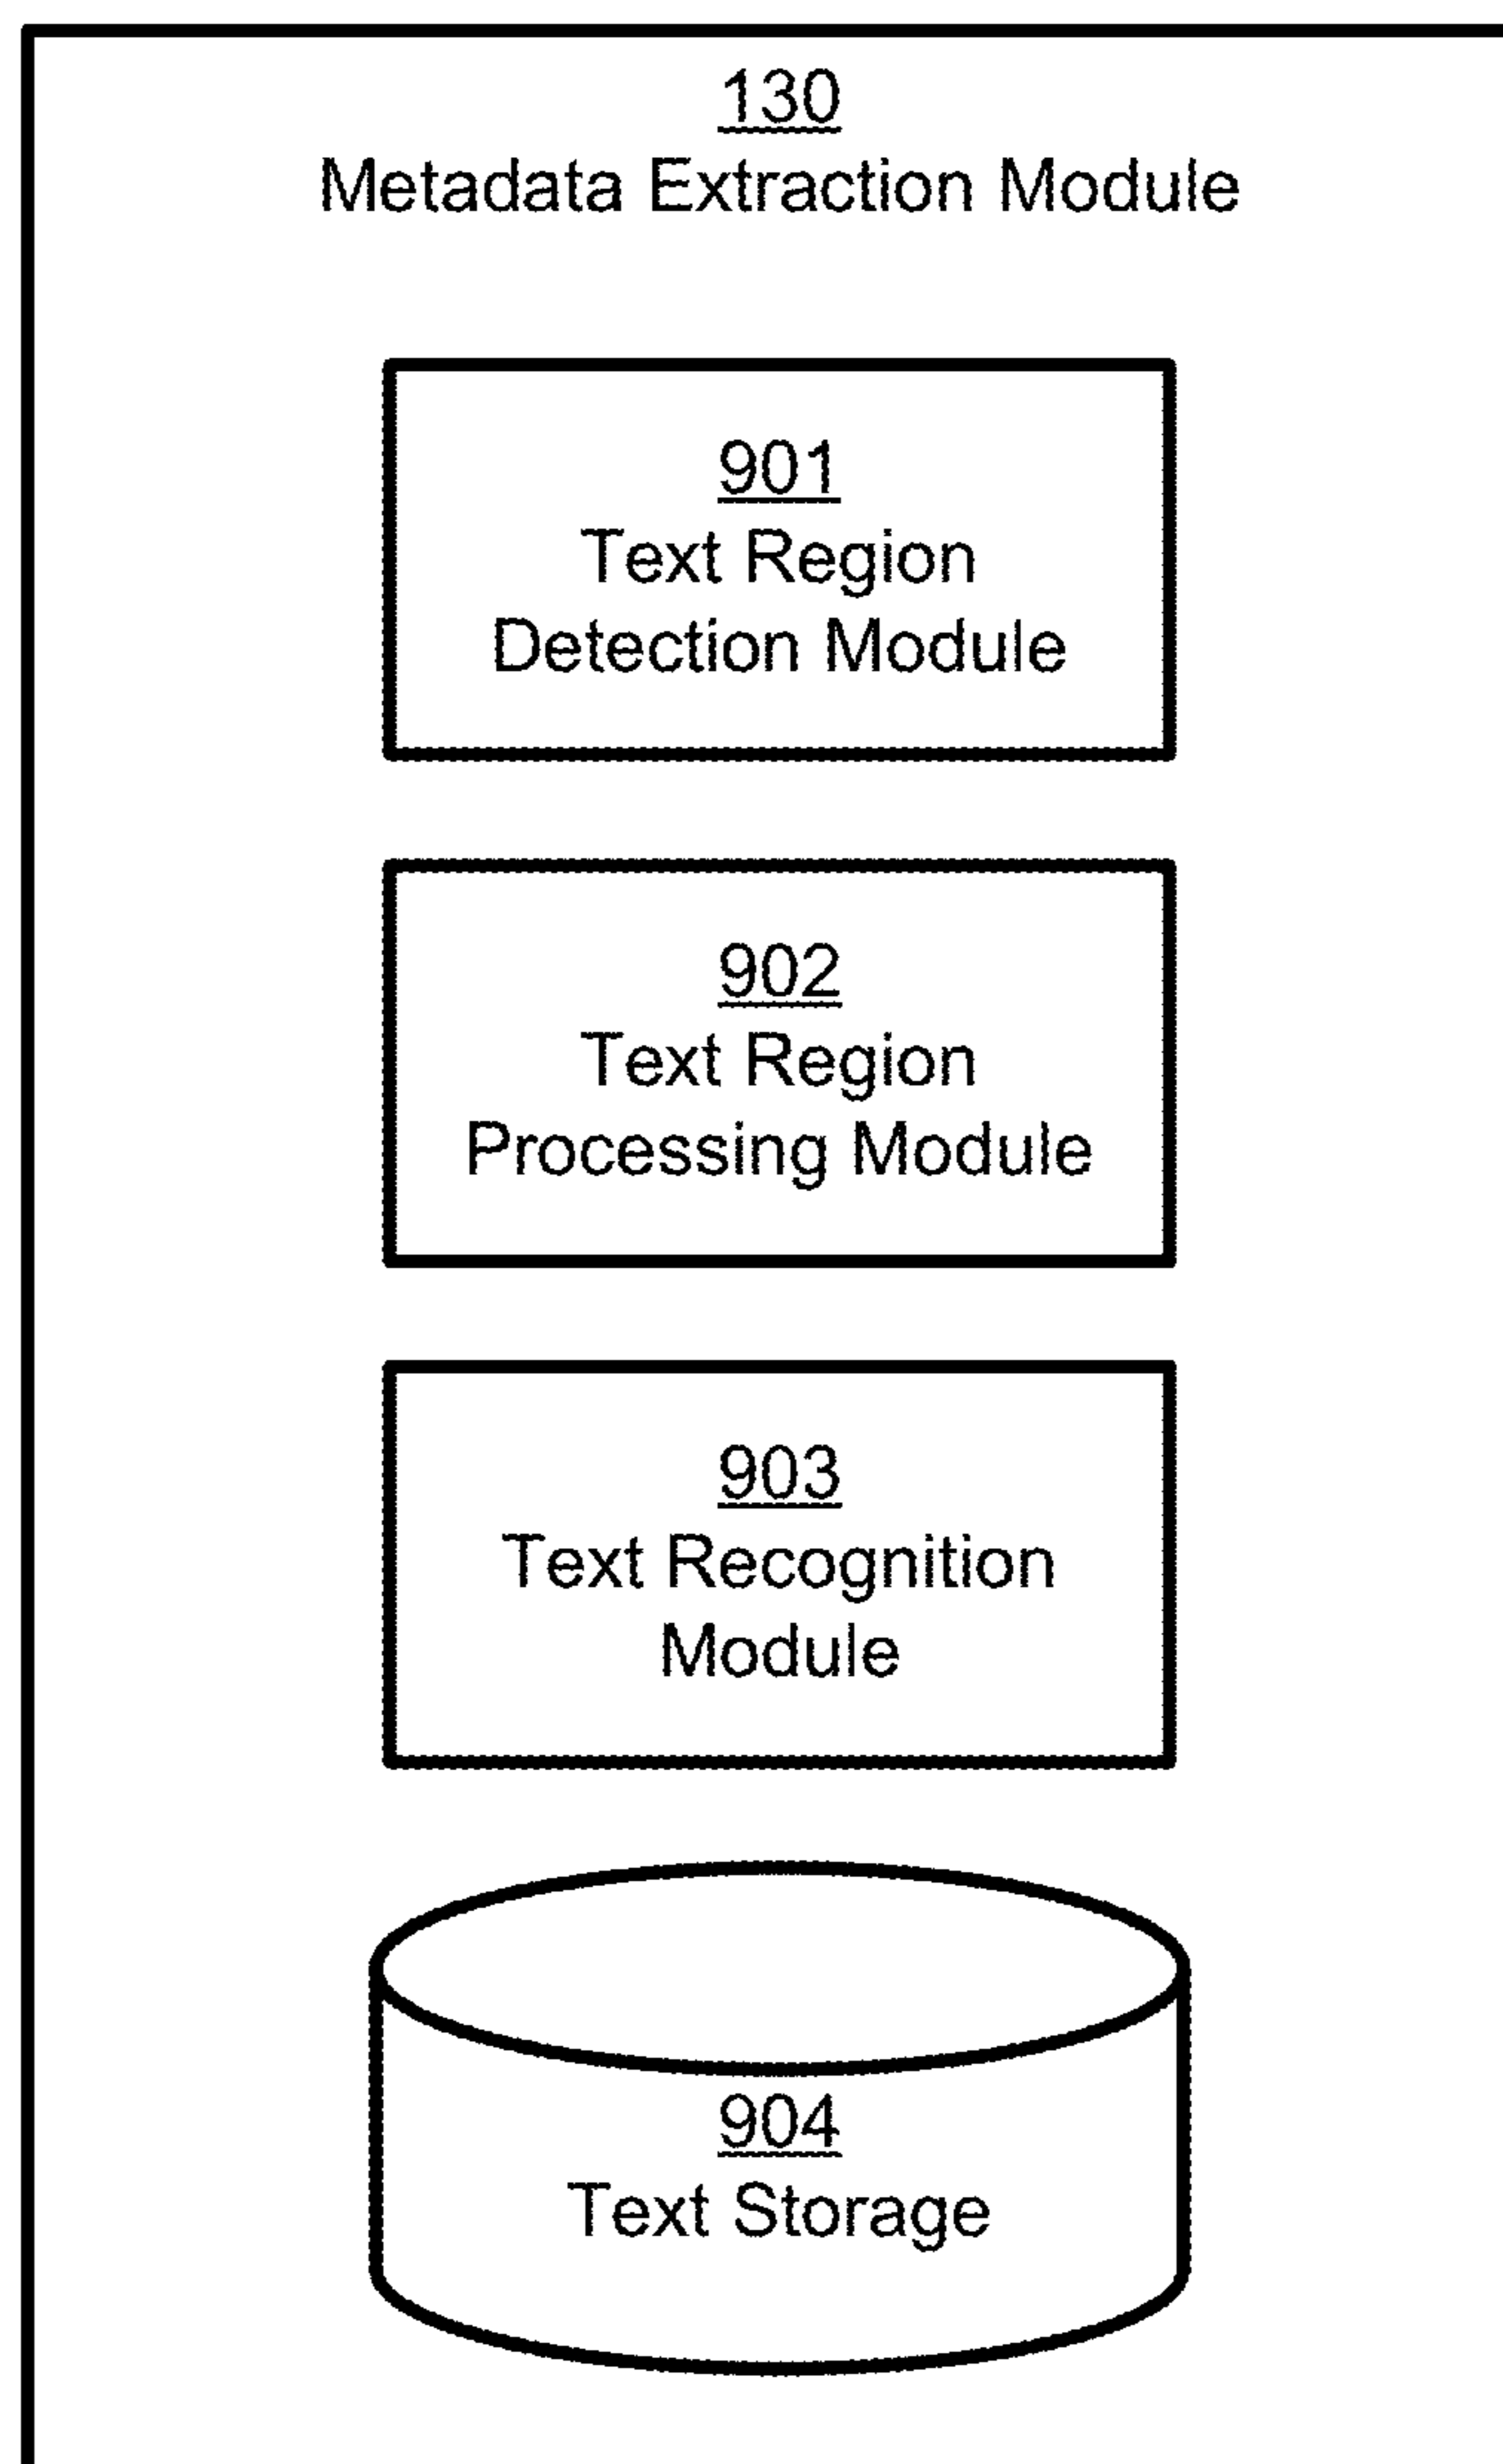 130
Metadata Extraction Module
901
Text Region
Detection Module
902
Text Region
Processing Module
903
Text Recognition
Module
904
Text Storage